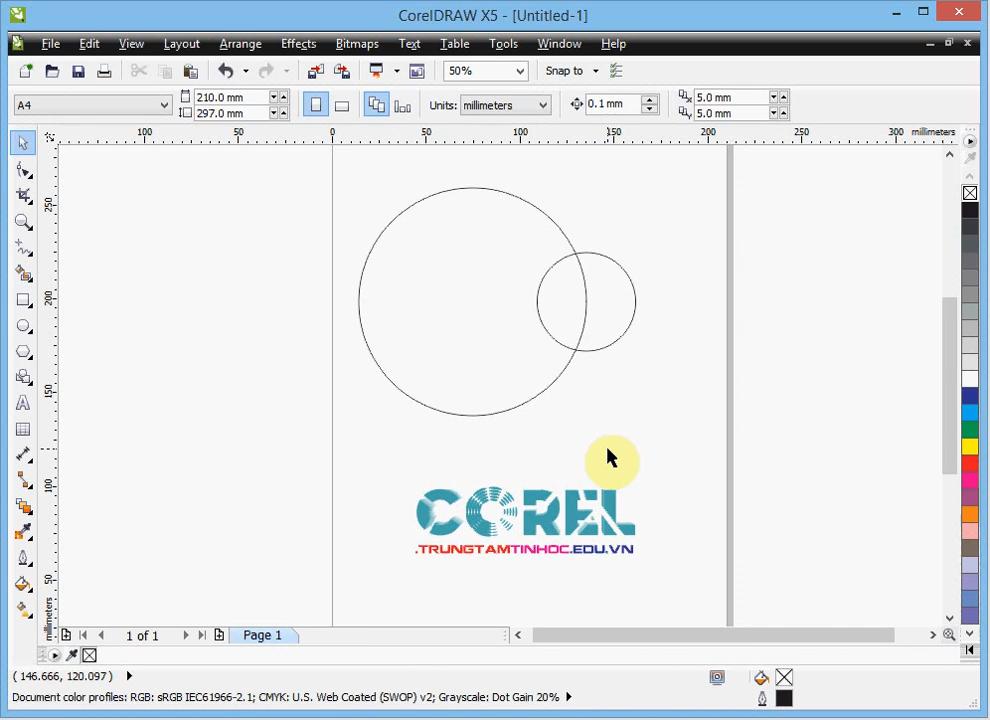 CorelDRAW X5 - [Untitled-1]
File Edit View Layout Arrange Effects Bitmaps Text Table Tools Window Help
50% Snap to
A4 210.0 mm 297.0 mm Units: millimeters 0.1 mm 5.0 mm 5.0 mm
100 50 0 50 100 150 200 250 300 millimeters
250
200
150
100
50
millimeters
COREL
.TRUNGTAMTINHOC.EDU.VN
1 of 1 Page 1
( 146.666, 120.097 )
Document color profiles: RGB: sRGB IEC61966-2.1; CMYK: U.S. Web Coated (SWOP) v2; Grayscale: Dot Gain 20%